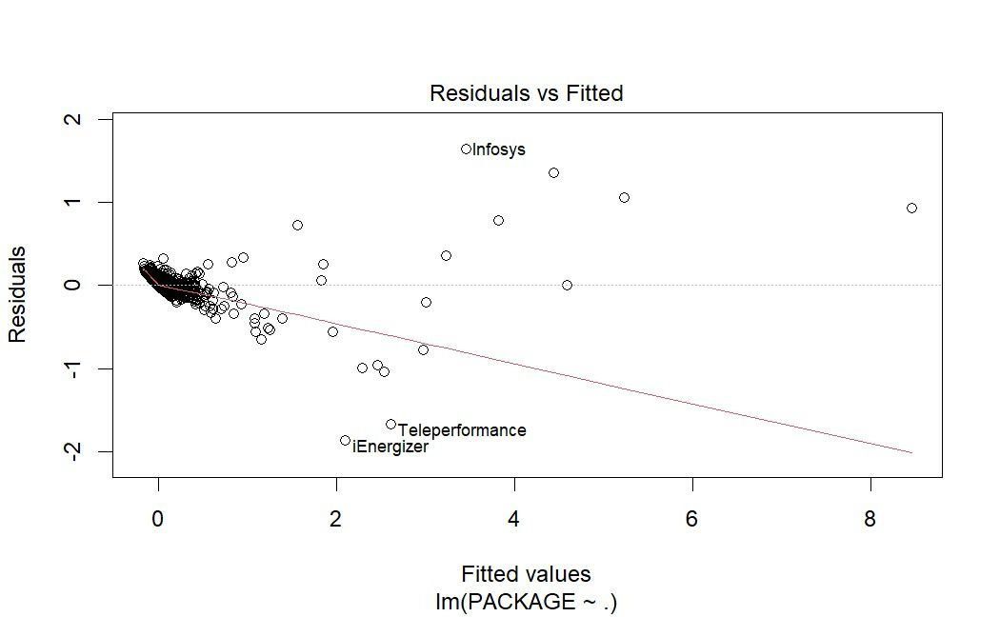 Residuals vs Fitted
Residuals
2
1
0
-1
-2
Infosys
Teleperformance
iEnergizer
0 2 4 6 8
Fitted values
lm(PACKAGE ~ .)